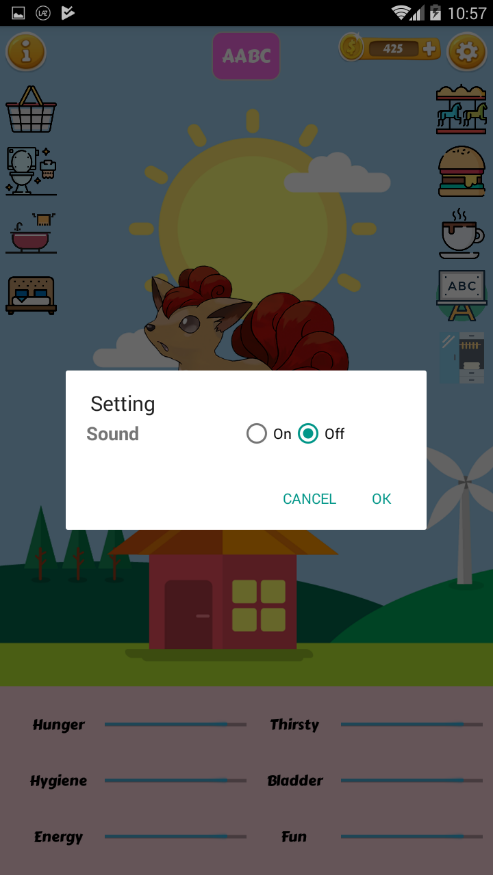 10:57
AABC
425
ABC
Setting
Sound On Off
CANCEL OK
Hunger Thirsty
Hygiene Bladder
Energy Fun